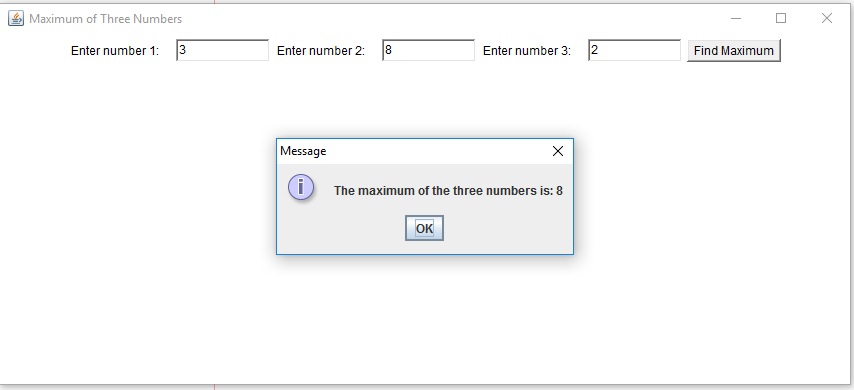 Maximum of Three Numbers
Enter number 1: 3 Enter number 2: 8 Enter number 3: 2 Find Maximum
Message
i
The maximum of the three numbers is: 8
OK